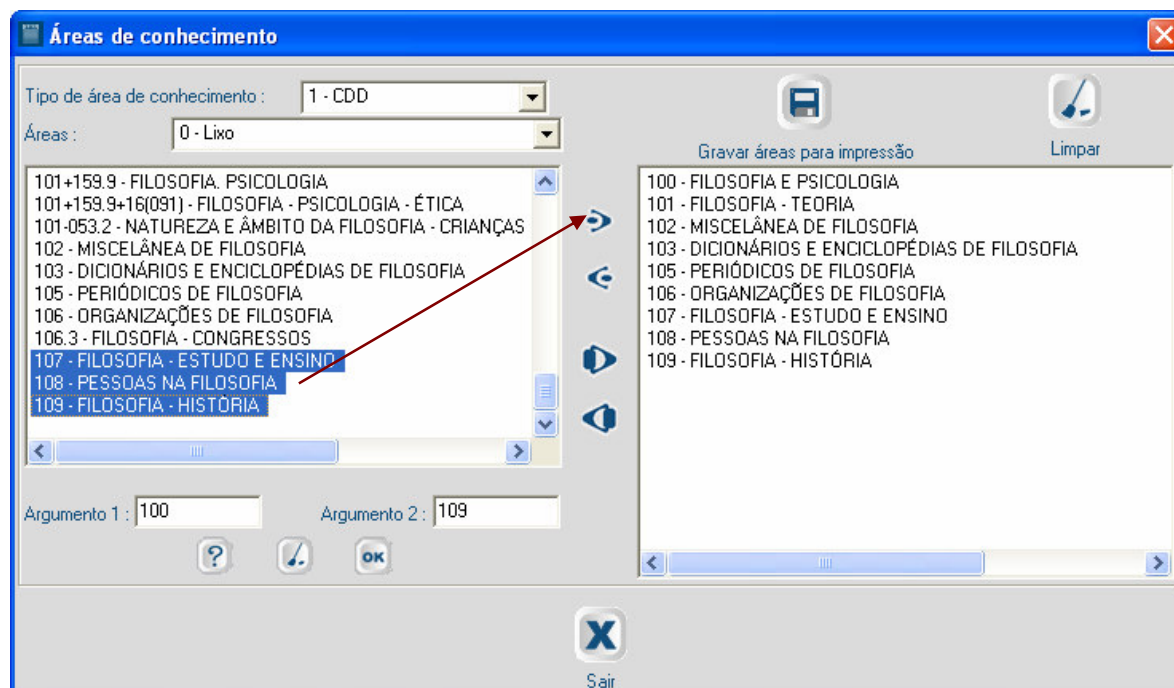 Áreas de conhecimento
Tipo de área de conhecimento : 1 - CDD
Áreas : 0 - Lixo
101+159.9 - FILOSOFIA. PSICOLOGIA
101+159.9+16(091) - FILOSOFIA - PSICOLOGIA - ÉTICA
101-053.2 - NATUREZA E ÂMBITO DA FILOSOFIA - CRIANÇAS
102 - MISCELÂNEA DE FILOSOFIA
103 - DICIONÁRIOS E ENCICLOPÉDIAS DE FILOSOFIA
105 - PERIÓDICOS DE FILOSOFIA
106 - ORGANIZAÇÕES DE FILOSOFIA
106.3 - FILOSOFIA - CONGRESSOS
107 - FILOSOFIA - ESTUDO E ENSINO
108 - PESSOAS NA FILOSOFIA
109 - FILOSOFIA - HISTÓRIA
Argumento 1 : 100 Argumento 2 : 109
? OK
Gravar áreas para impressão Limpar
100 - FILOSOFIA E PSICOLOGIA
101 - FILOSOFIA - TEORIA
102 - MISCELÂNEA DE FILOSOFIA
103 - DICIONÁRIOS E ENCICLOPÉDIAS DE FILOSOFIA
105 - PERIÓDICOS DE FILOSOFIA
106 - ORGANIZAÇÕES DE FILOSOFIA
107 - FILOSOFIA - ESTUDO E ENSINO
108 - PESSOAS NA FILOSOFIA
109 - FILOSOFIA - HISTÓRIA
X
Sair